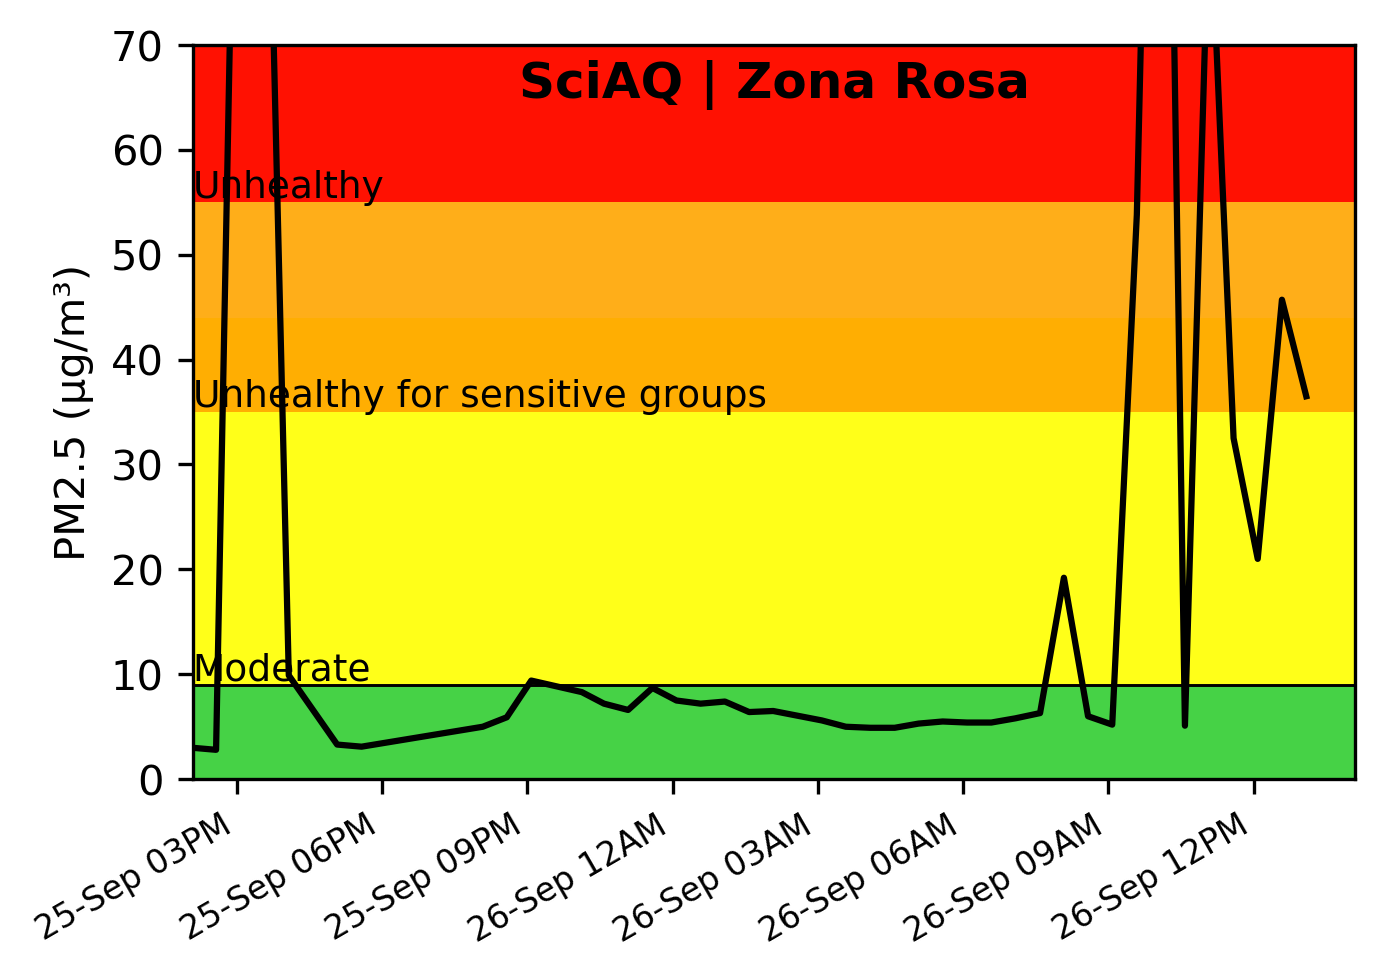 SciAQ | Zona Rosa
PM2.5 (µg/m³)
70
60
50
40
30
20
10
0
Unhealthy
Unhealthy for sensitive groups
Moderate
25-Sep 03PM
25-Sep 06PM
25-Sep 09PM
26-Sep 12AM
26-Sep 03AM
26-Sep 06AM
26-Sep 09AM
26-Sep 12PM